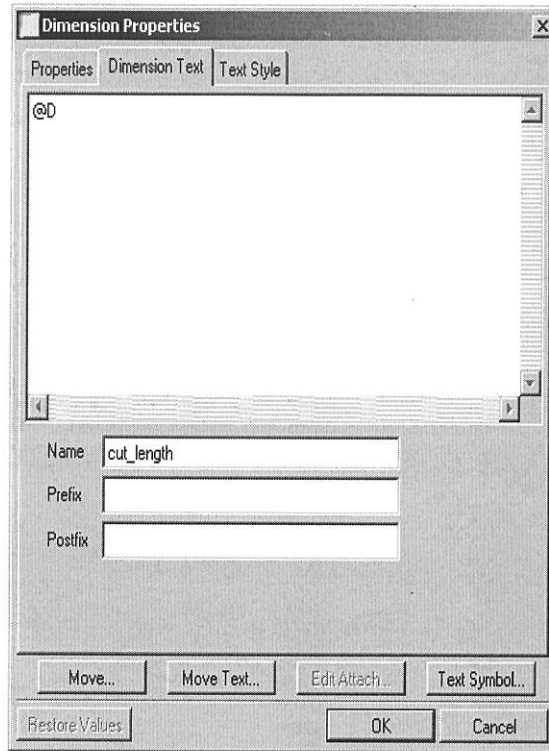 Dimension Properties
Properties Dimension Text Text Style
@D
Name cut_length
Prefix
Postfix
Move... Move Text... Edit Attach... Text Symbol...
Restore Values OK Cancel